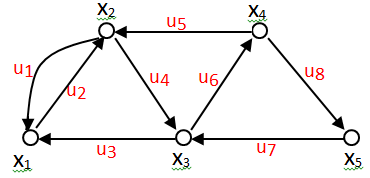 x₂ u₅ x₄
u₁ u₂ u₄ u₆ u₈
x₁ u₃ x₃ u₇ x₅